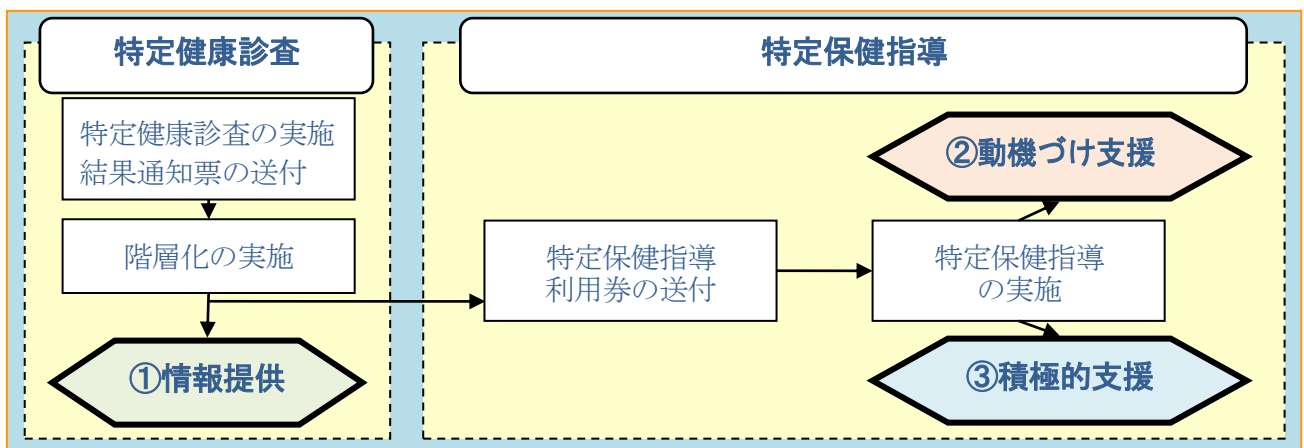 特定健康診査
特定健康診査の実施
結果通知票の送付
階層化の実施
①情報提供
特定保健指導
特定保健指導
利用券の送付
特定保健指導
の実施
②動機づけ支援
③積極的支援